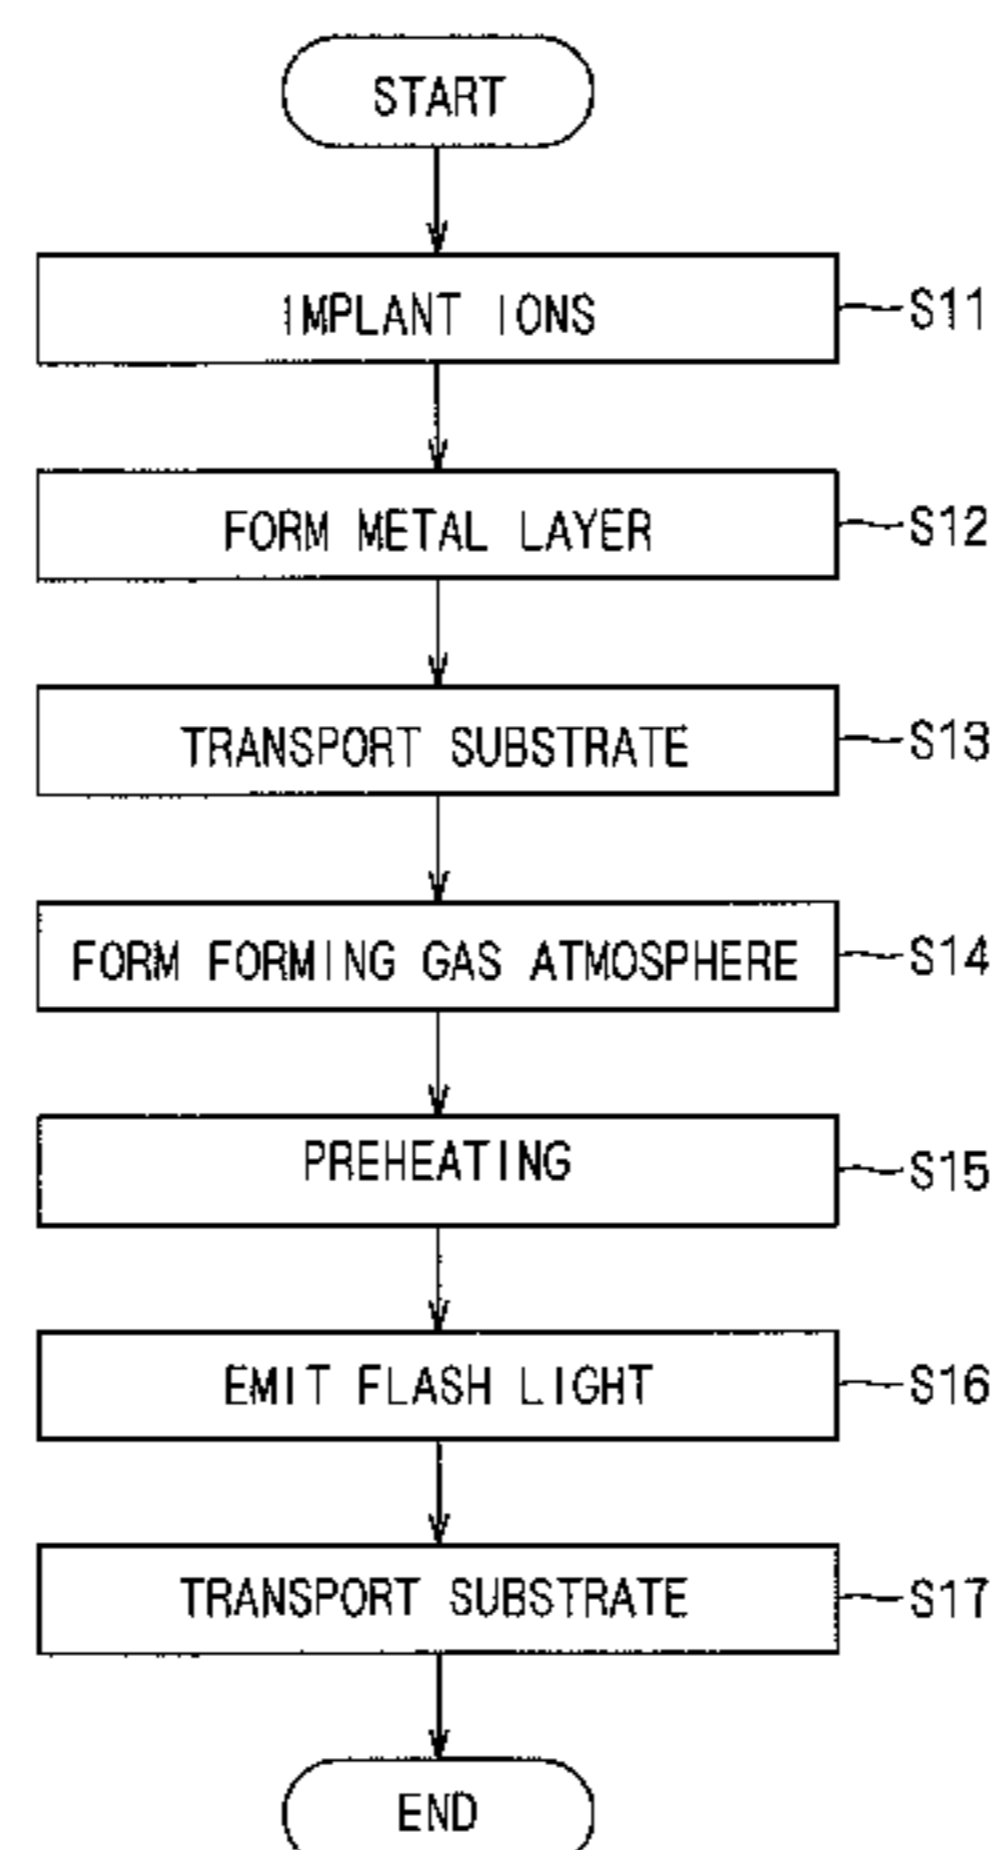 START
IMPLANT IONS
S11
FORM METAL LAYER
S12
TRANSPORT SUBSTRATE
S13
FORM FORMING GAS ATMOSPHERE
S14
PREHEATING
S15
EMIT FLASH LIGHT
S16
TRANSPORT SUBSTRATE
S17
END